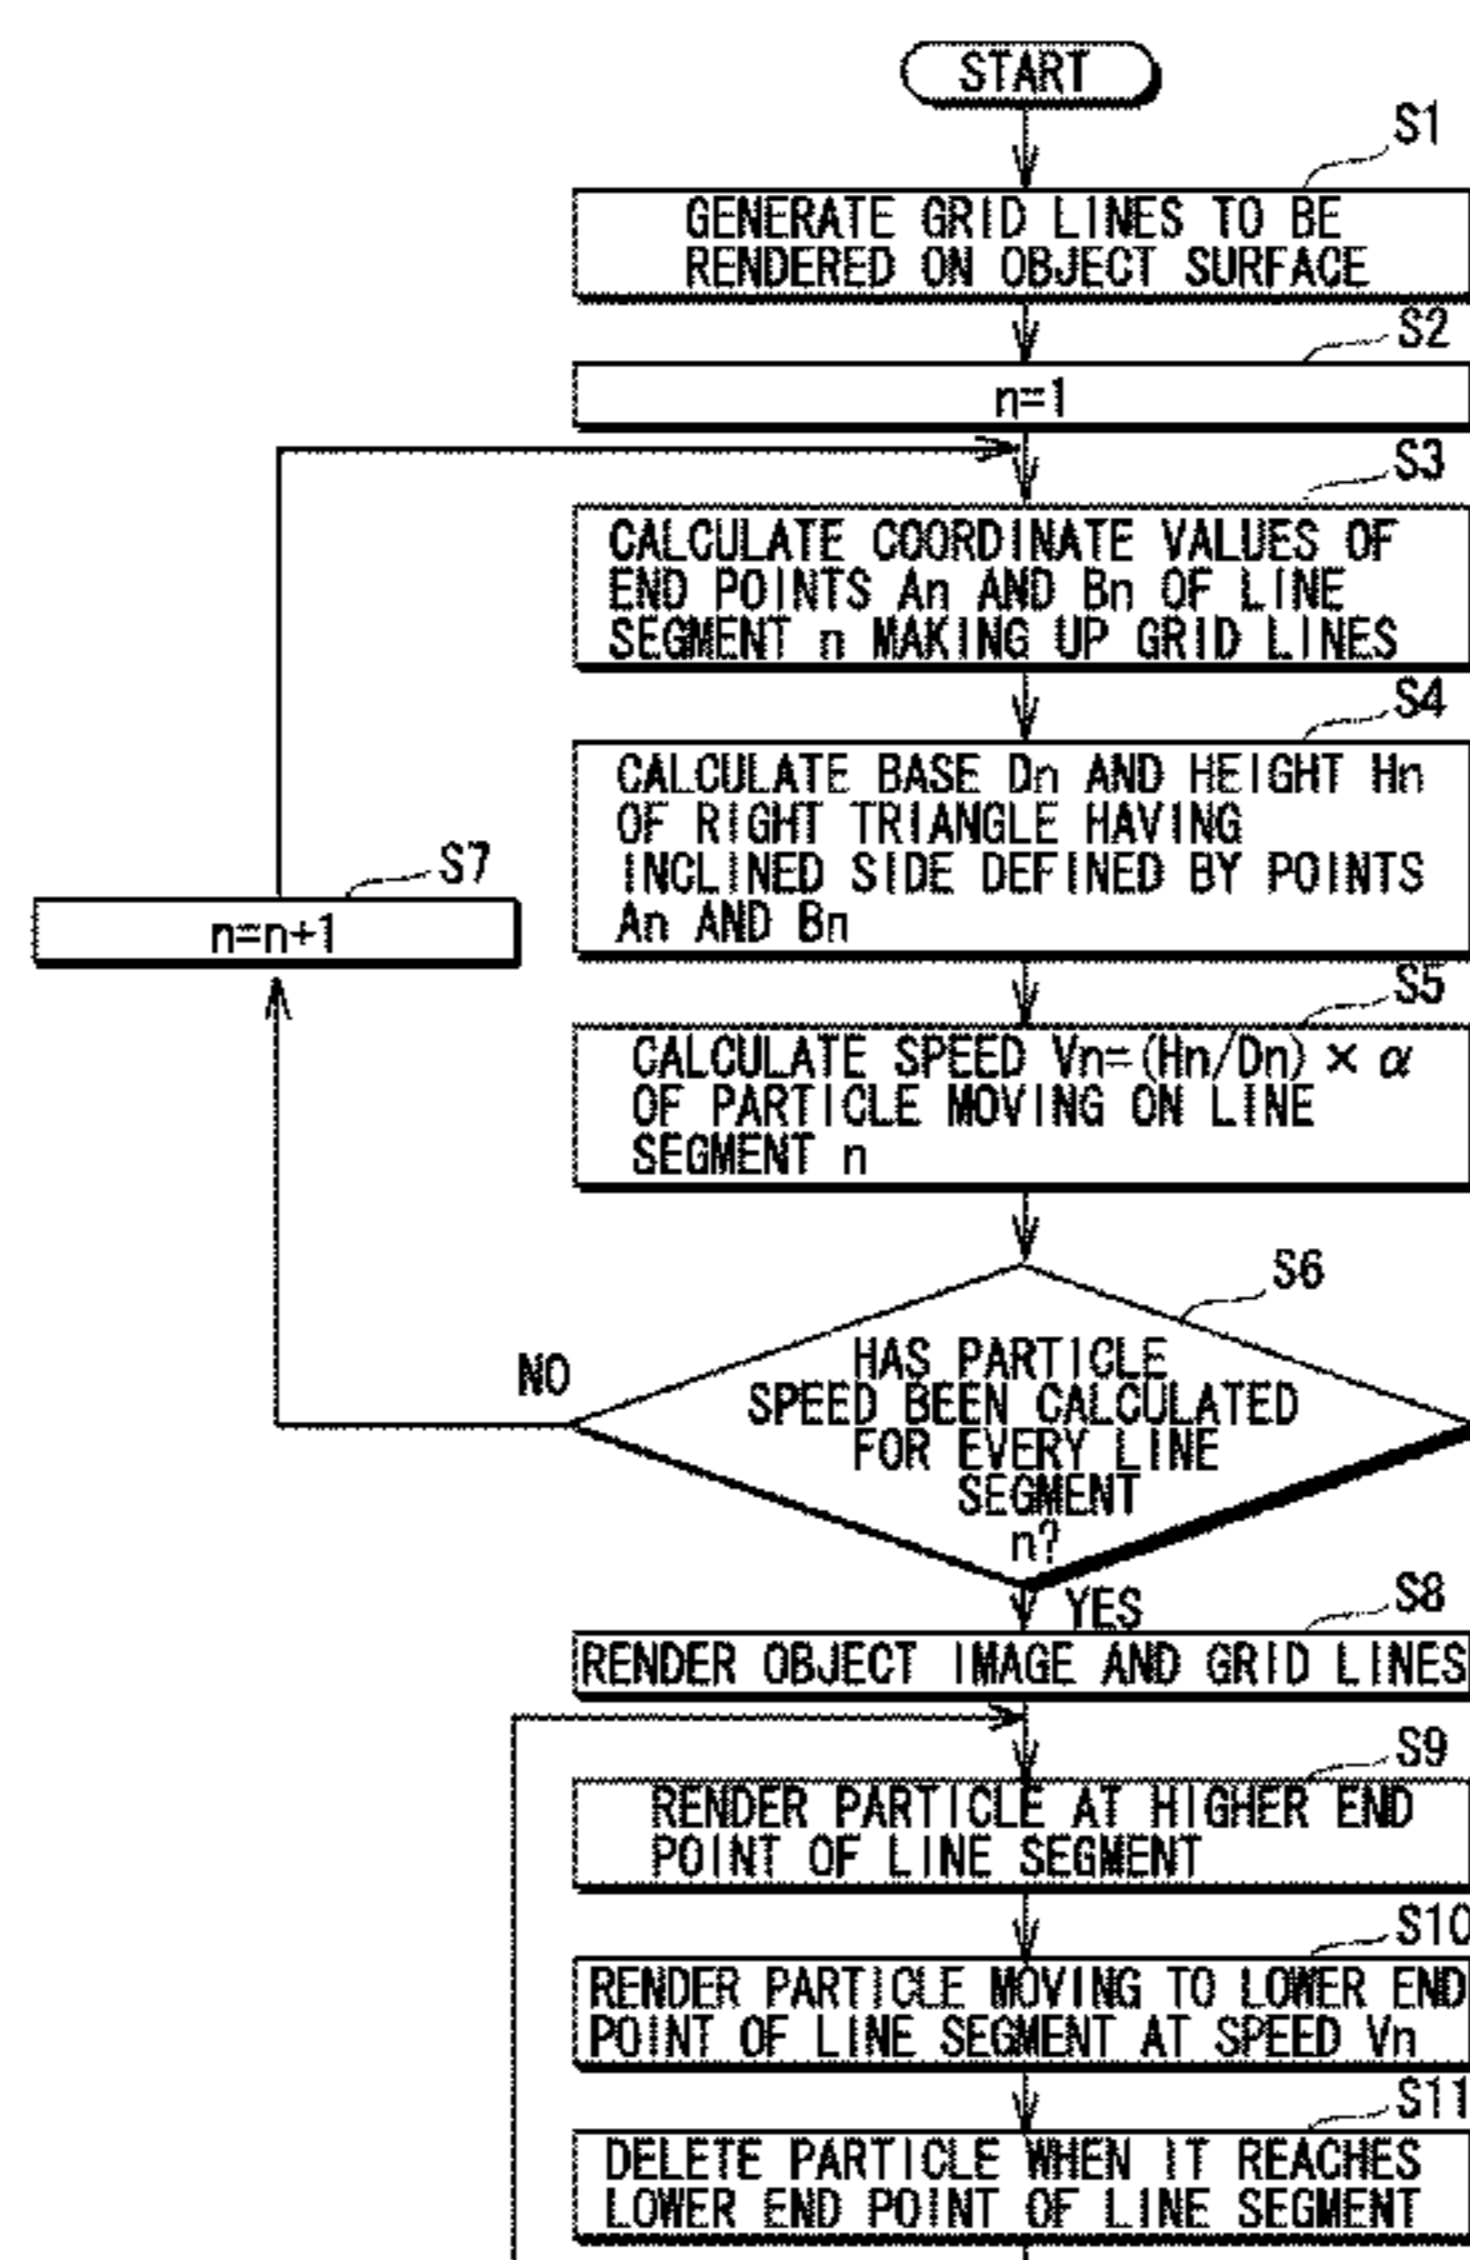 START
S1
GENERATE GRID LINES TO BE
RENDERED ON OBJECT SURFACE
S2
n=1
S3
CALCULATE COORDINATE VALUES OF
END POINTS An AND Bn OF LINE
SEGMENT n MAKING UP GRID LINES
S4
CALCULATE BASE Dn AND HEIGHT Hn
OF RIGHT TRIANGLE HAVING
INCLINED SIDE DEFINED BY POINTS
An AND Bn
S7
n=n+1
S5
CALCULATE SPEED Vn=(Hn/Dn) × α
OF PARTICLE MOVING ON LINE
SEGMENT n
S6
HAS PARTICLE
SPEED BEEN CALCULATED
FOR EVERY LINE
SEGMENT
n?
NO
YES
S8
RENDER OBJECT IMAGE AND GRID LINES
S9
RENDER PARTICLE AT HIGHER END
POINT OF LINE SEGMENT
S10
RENDER PARTICLE MOVING TO LOWER END
POINT OF LINE SEGMENT AT SPEED Vn
S11
DELETE PARTICLE WHEN IT REACHES
LOWER END POINT OF LINE SEGMENT